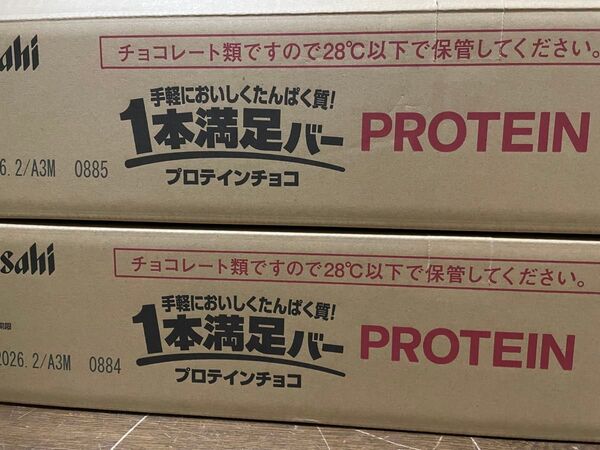 ahi
チョコレート類ですので28℃以下で保管してください。
手軽においしくたんぱく質!
1本満足バー
PROTEIN
6.2/A3M 0885
プロテインチョコ
sahi
チョコレート類ですので28℃以下で保管してください。
手軽においしくたんぱく質!
1本満足バー
PROTEIN
2026.2/A3M 0884
プロテインチョコ